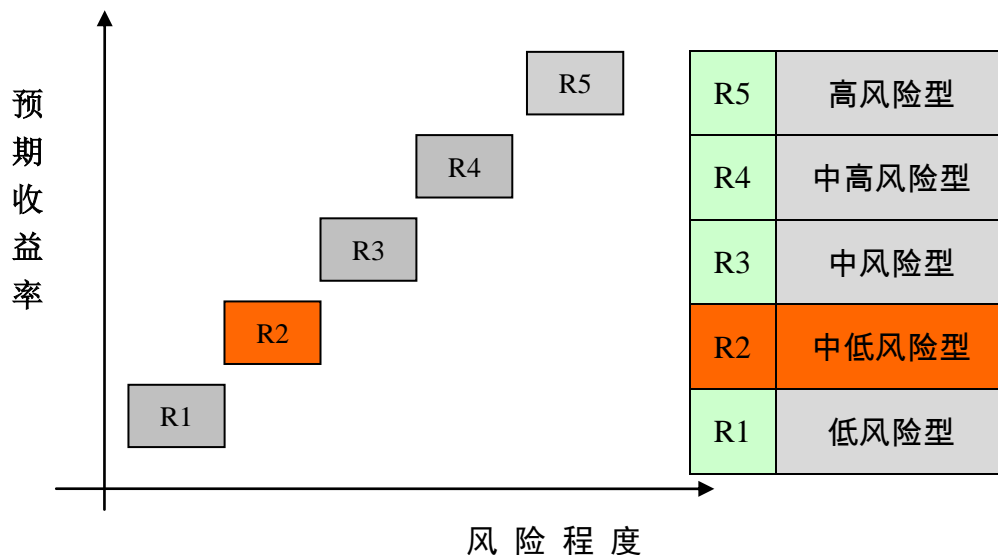 预期收益率
R5
R4
R3
R2
R1
风险程度
R5 高风险型
R4 中高风险型
R3 中风险型
R2 中低风险型
R1 低风险型